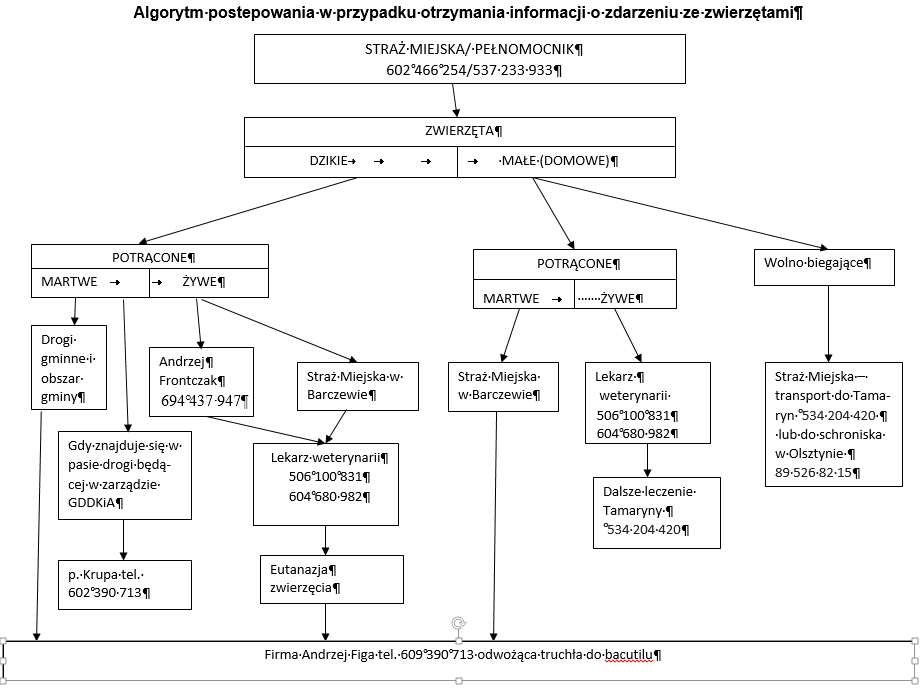 Algorytm postepowania w przypadku otrzymania informacji o zdarzeniu ze zwierzętami¶
STRAŻ MIEJSKA/ PEŁNOMOCNIK¶
602°466°254/537 233 933¶
ZWIERZĘTA¶
DZIKIE→ → → → MAŁE (DOMOWE)¶
POTRĄCONE¶
MARTWE → → ŻYWE¶
POTRĄCONE¶
MARTWE → ·······ŻYWE¶
Wolno biegające¶
Drogi
gminne i
obszar
gminy¶
Gdy znajduje się w
pasie drogi będą-
cej w zarządzie
GDDKiA¶
p. Krupa tel.
602°390 713¶
Andrzej¶
Frontczak¶
694°437 947¶
Straż Miejska w
Barczewie¶
Lekarz weterynarii¶
506°100°831¶
604°680 982¶
Eutanazja¶
zwierzęcia¶
Straż Miejska
w Barczewie¶
Lekarz ¶
weterynarii
506°100°831¶
604°680 982¶
Dalsze leczenie
Tamaryny ¶
°534 204 420¶
Straż Miejska —
transport do Tama-
ryn °534 204 420 ¶
lub do schroniska
w Olsztynie ¶
89 526 82 15¶
Firma Andrzej Figa tel. 609°390°713 odwożąca truchła do bacutilu¶